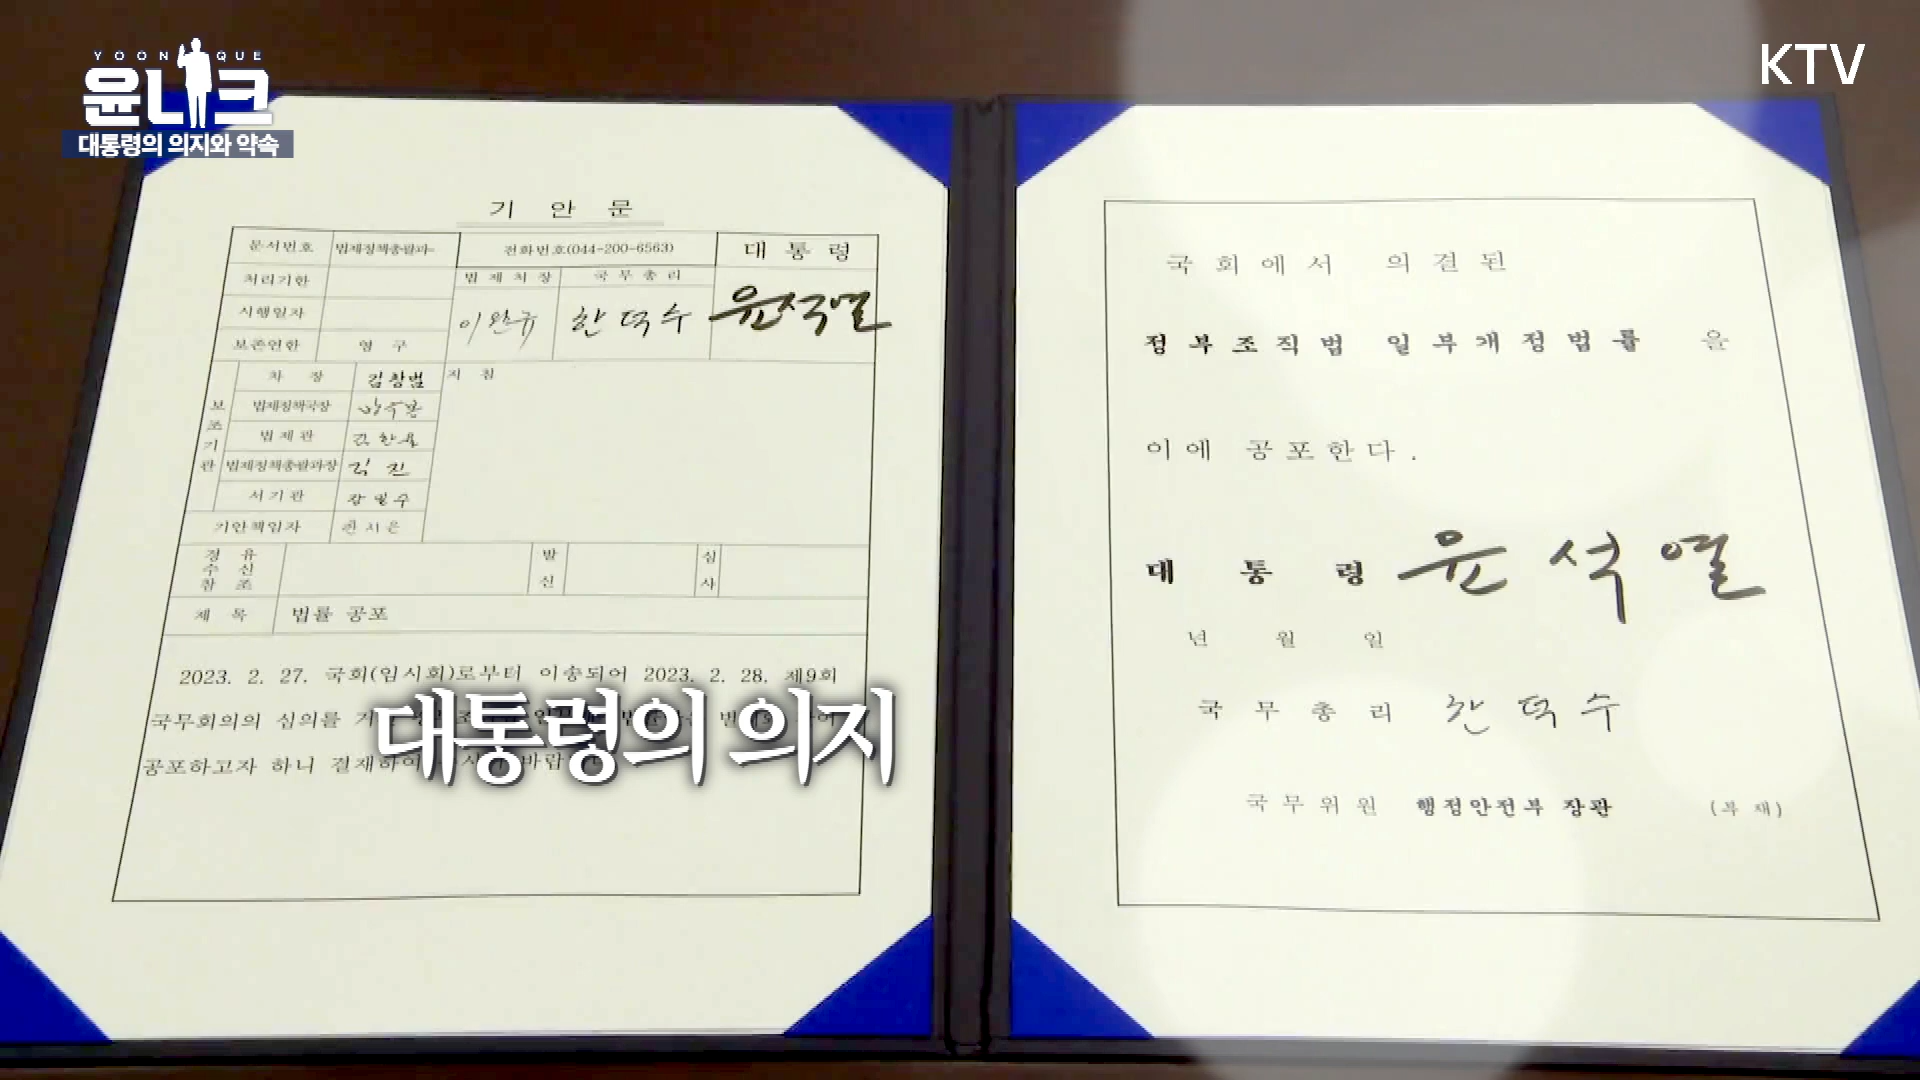 YOON QUE
윤니크
대통령의 의지와 약속
KTV
기 안 문
문서번호 법제정책총괄과- 전화번호(044-200-6563) 대 통 령
처리기한 법 제 처 장 국 무 총 리
시행일자 이완규 한덕수 윤석열
보존연한 영 구
보조기관
차 장 김창범 지 침
법제정책국장
법 제 관
법제정책총괄과장 김 진
서기관
기안책임자
경 유 발 심
수 신
참 조 신 사
제 목 법률 공포
2023. 2. 27. 국회(임시회)로부터 이송되어 2023. 2. 28. 제9회
국무회의의 심의를
공포하고자 하니 결재하여
대통령의 의지
국 회 에 서 의 결 된
정 부 조 직 법 일 부 개 정 법 률 을
이 에 공 포 한 다 .
대 통 령 윤 석 열
년 월 일
국 무 총 리 한 덕 수
국 무 위 원 행정안전부 장관 (부 재)